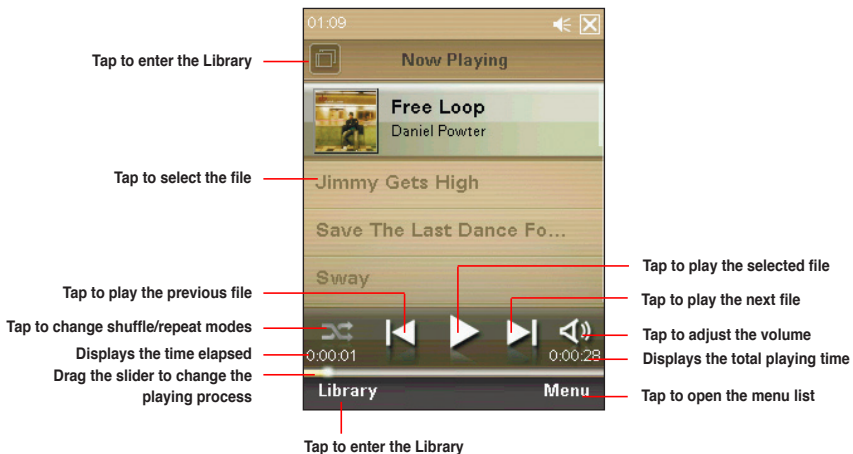 01:09
Tap to enter the Library
Now Playing
Free Loop
Daniel Powter
Tap to select the file
Jimmy Gets High
Save The Last Dance Fo...
Sway
Tap to play the selected file
Tap to play the previous file
Tap to play the next file
Tap to change shuffle/repeat modes
Tap to adjust the volume
Displays the time elapsed
0:00:01
0:00:28
Displays the total playing time
Drag the slider to change the
playing process
Library
Menu
Tap to open the menu list
Tap to enter the Library